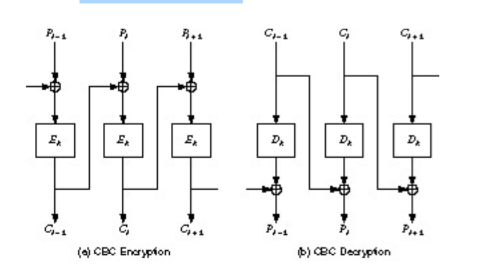 P_{i-1} P_i P_{i+1} C_{i-1} C_i C_{i+1}
E_k E_k E_k D_k D_k D_k
C_{i-1} C_i C_{i+1} P_{i-1} P_i P_{i+1}
(a) CBC Encryption (b) CBC Decryption